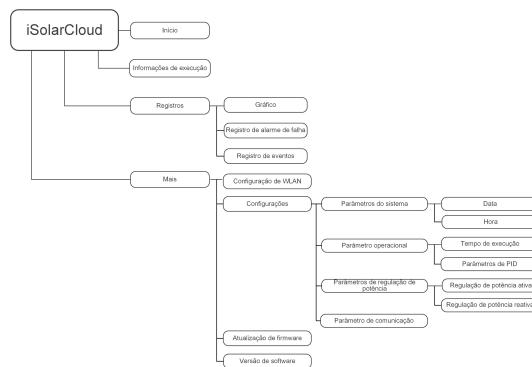 iSolarCloud
Início
Informações de execução
Registros
Gráfico
Registro de alarme de falha
Registro de eventos
Mais
Configuração de WLAN
Configurações
Parâmetros do sistema
Data
Hora
Parâmetro operacional
Tempo de execução
Parâmetros de PID
Parâmetros de regulação de
potência
Regulação de potência ativa
Regulação de potência reativa
Parâmetro de comunicação
Atualização de firmware
Versão de software